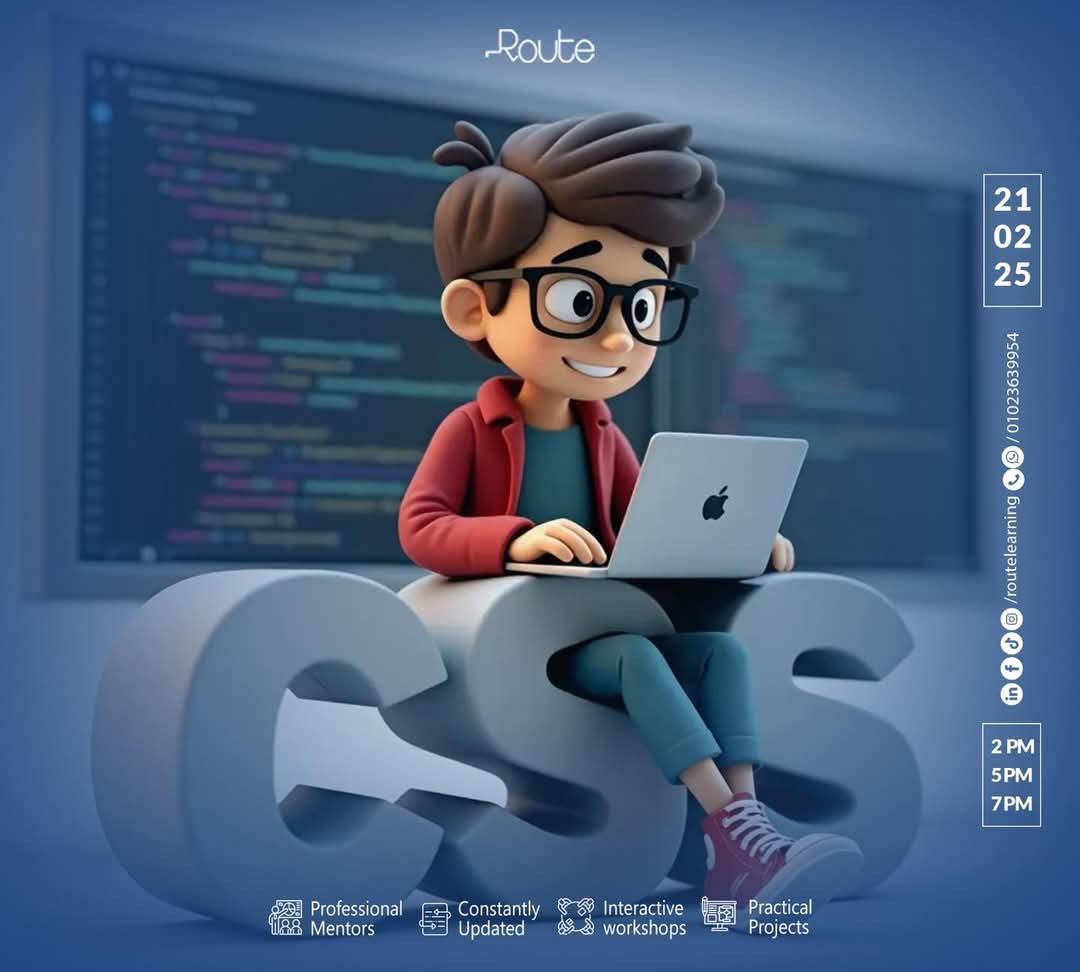 Route
21
02
25
/ 01023639954
/routelearning
CSS
2 PM
5PM
7PM
Professional
Mentors
Constantly
Updated
Interactive
workshops
Practical
Projects